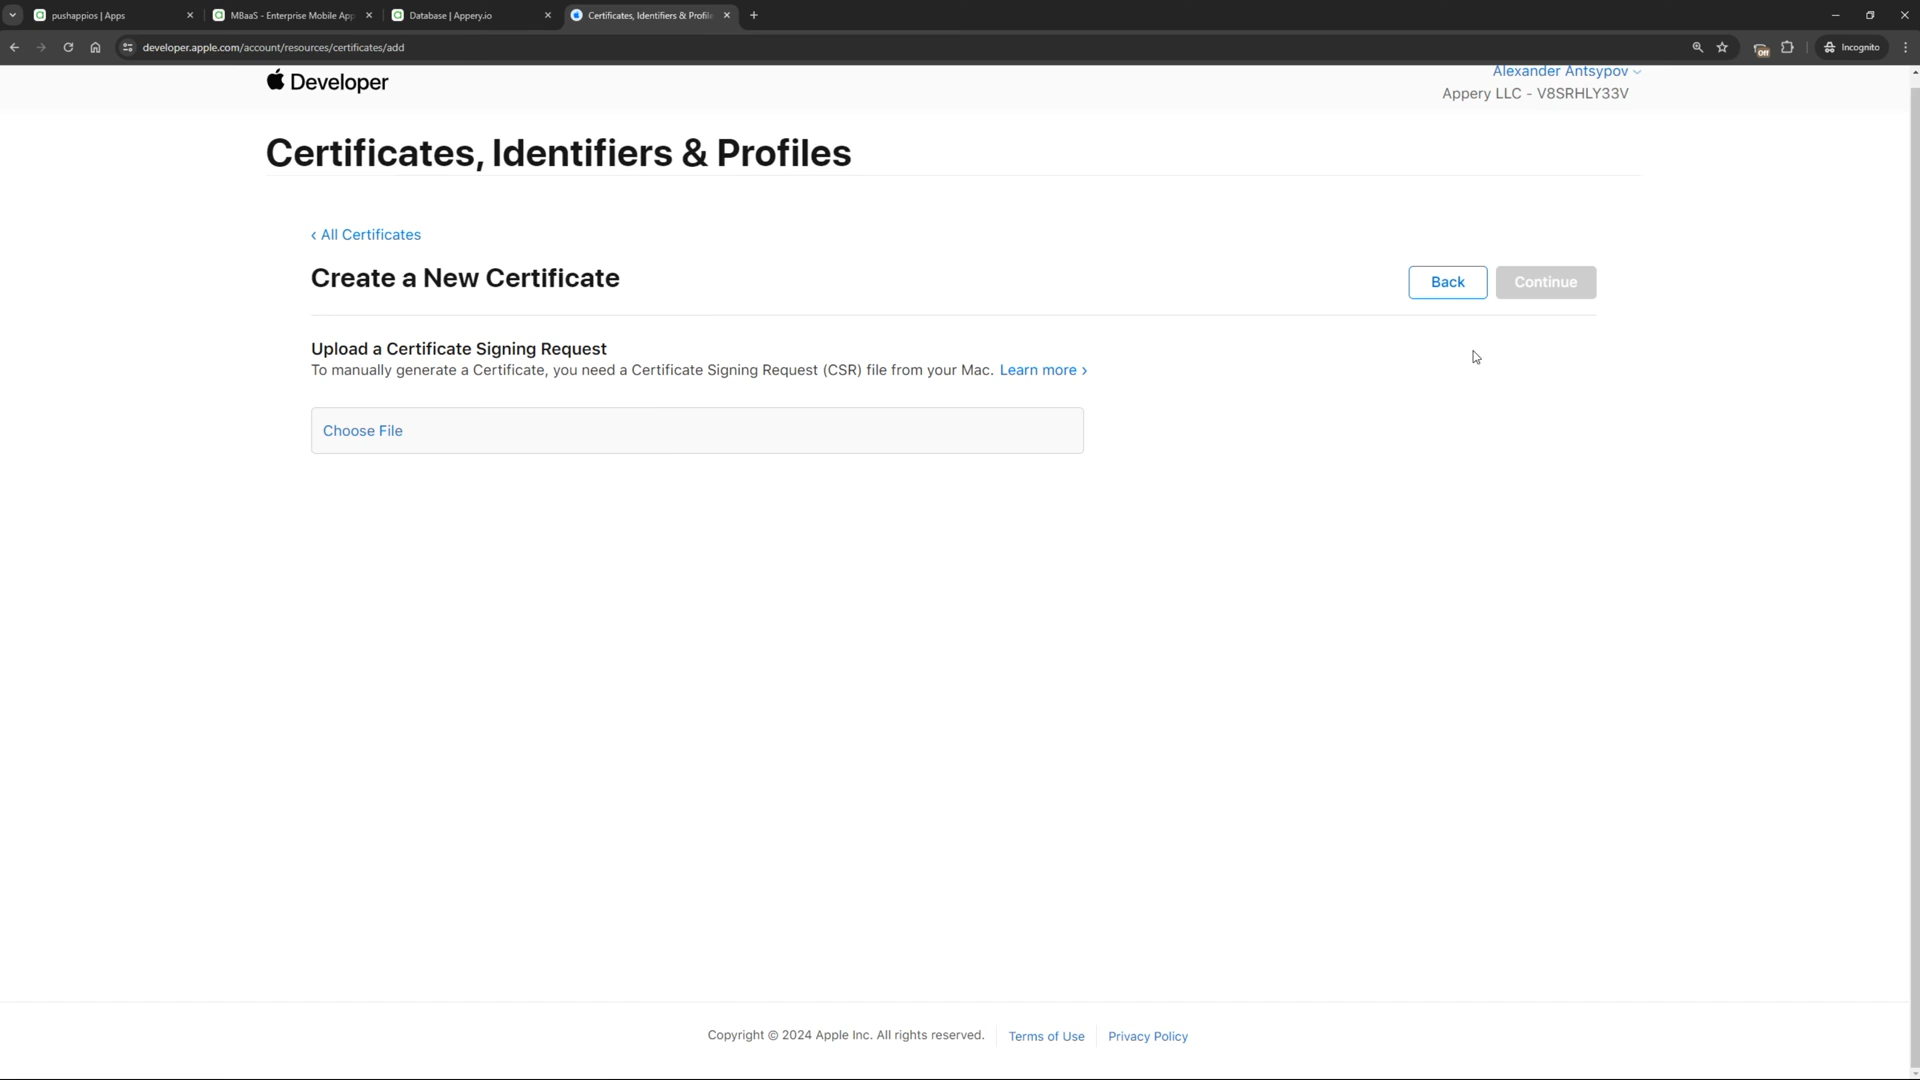 pushappios | Apps
MBaaS - Enterprise Mobile App
Database | Appery.io
Certificates, Identifiers & Profile
developer.apple.com/account/resources/certificates/add
Off
Incognito
Developer
Alexander Antsypov
Appery LLC - V8SRHLY33V
Certificates, Identifiers & Profiles
‹ All Certificates
Create a New Certificate
Back
Continue
Upload a Certificate Signing Request
To manually generate a Certificate, you need a Certificate Signing Request (CSR) file from your Mac. Learn more ›
Choose File
Copyright © 2024 Apple Inc. All rights reserved.
Terms of Use
Privacy Policy